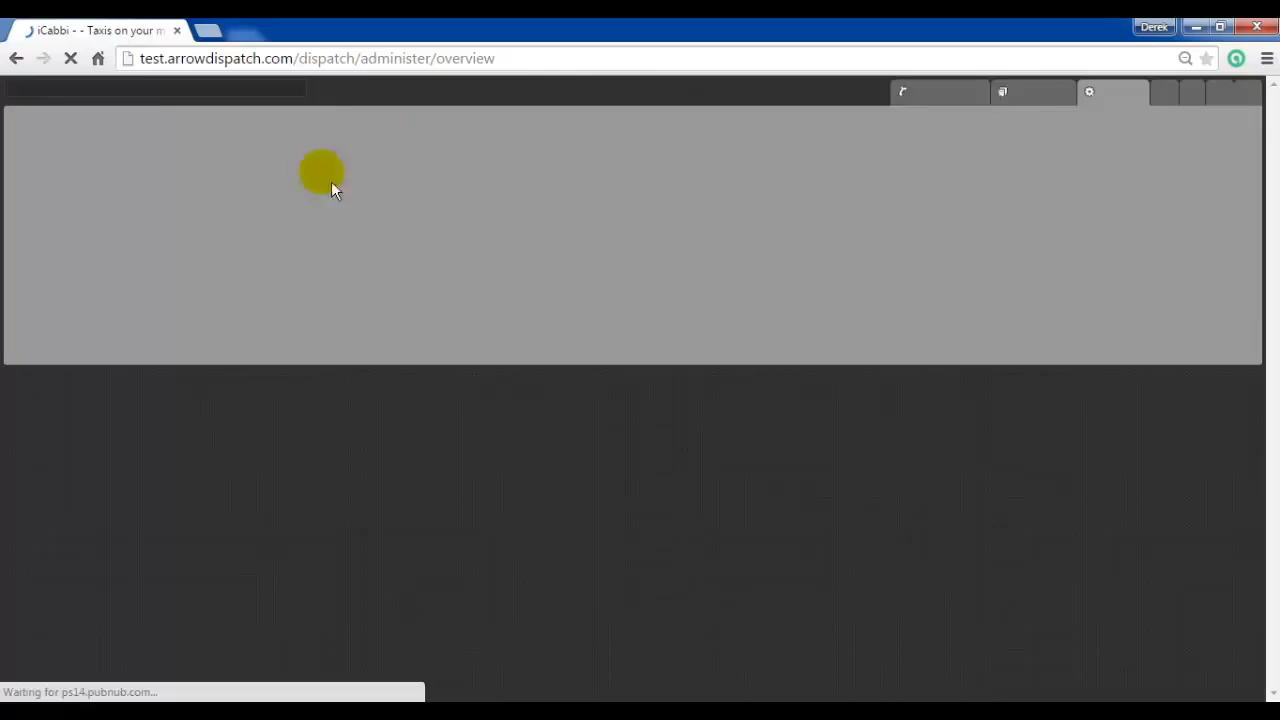 iCabbi - - Taxis on your m
Derek
test.arrowdispatch.com/dispatch/administer/overview
Waiting for ps14.pubnub.com...